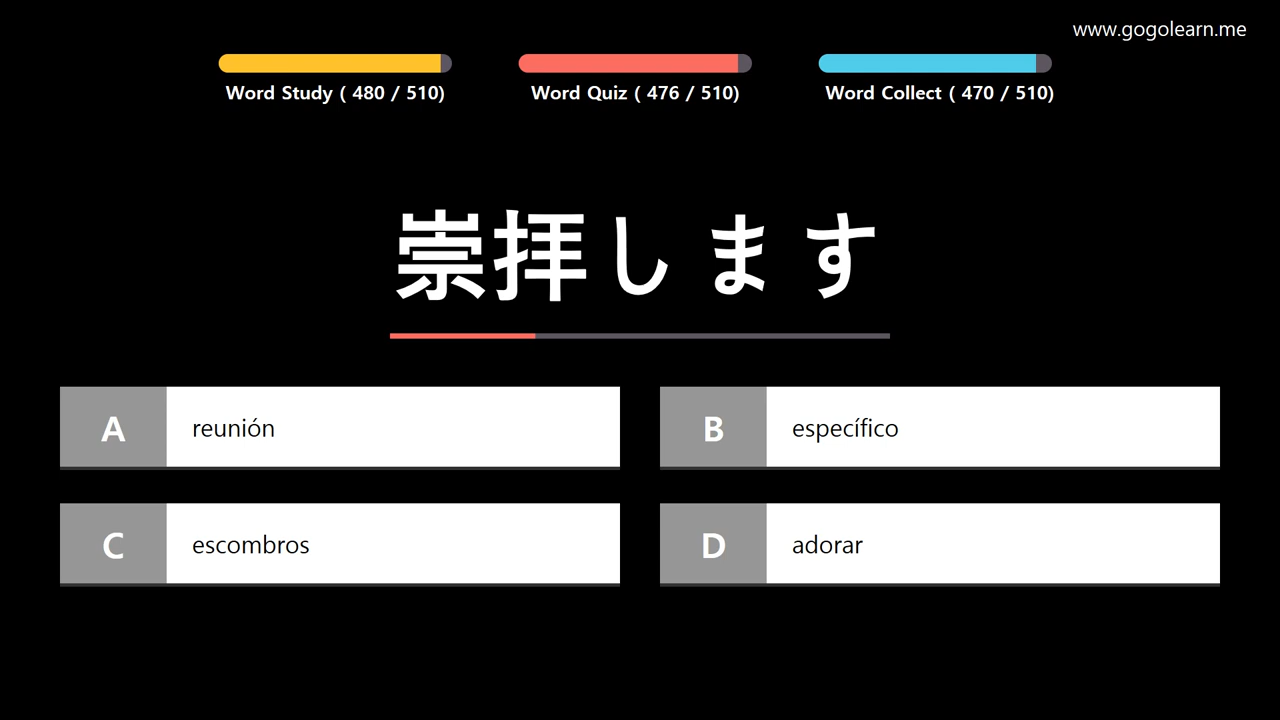 www.gogolearn.me
Word Study ( 480 / 510)
Word Quiz ( 476 / 510)
Word Collect ( 470 / 510)
崇拝します
A reunión
B específico
C escombros
D adorar